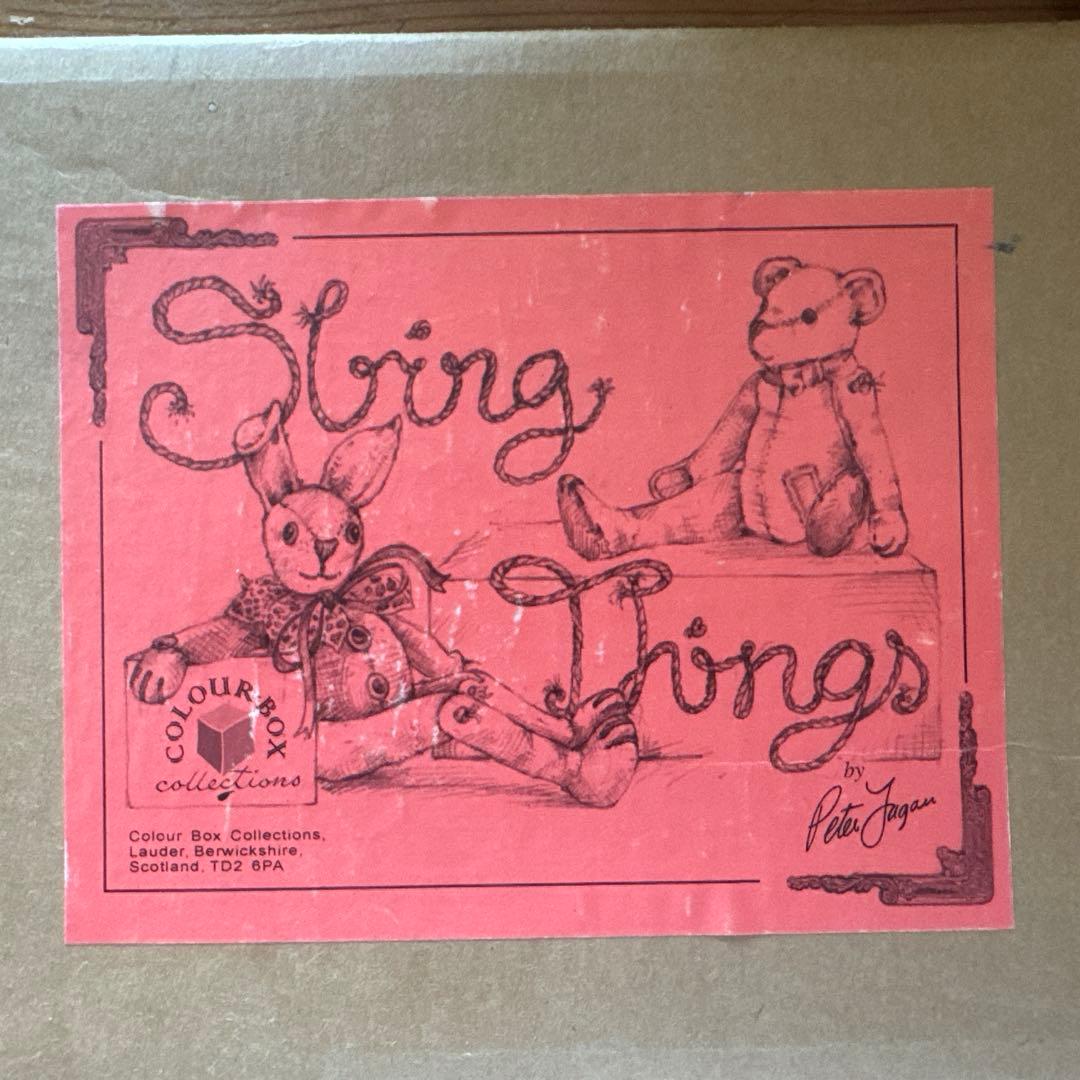 String
Things
COLOUR BOX
collections
by
Peter Fagan
Colour Box Collections,
Lauder, Berwickshire,
Scotland, TD2 6PA